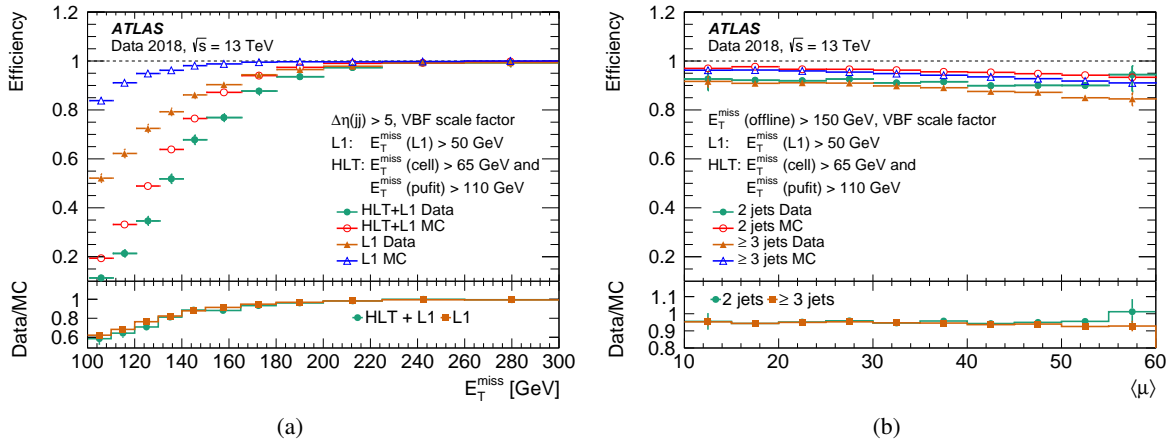 ATLAS
Data 2018, √s = 13 TeV
Δη(jj) > 5, VBF scale factor
L1: E_T^miss (L1) > 50 GeV
HLT: E_T^miss (cell) > 65 GeV and
E_T^miss (pufit) > 110 GeV
HLT+L1 Data
HLT+L1 MC
L1 Data
L1 MC
Efficiency
1.2
1
0.8
0.6
0.4
0.2
Data/MC
1
0.8
0.6
HLT + L1 L1
100 120 140 160 180 200 220 240 260 280 300
E_T^miss [GeV]
(a)
ATLAS
Data 2018, √s = 13 TeV
E_T^miss (offline) > 150 GeV, VBF scale factor
L1: E_T^miss (L1) > 50 GeV
HLT: E_T^miss (cell) > 65 GeV and
E_T^miss (pufit) > 110 GeV
2 jets Data
2 jets MC
≥ 3 jets Data
≥ 3 jets MC
Efficiency
1.2
1
0.8
0.6
0.4
0.2
Data/MC
1.1
1
0.9
0.8
2 jets ≥ 3 jets
10 20 30 40 50 60
⟨μ⟩
(b)